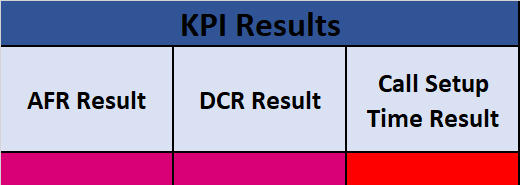 KPI Results
AFR Result
DCR Result
Call Setup
Time Result